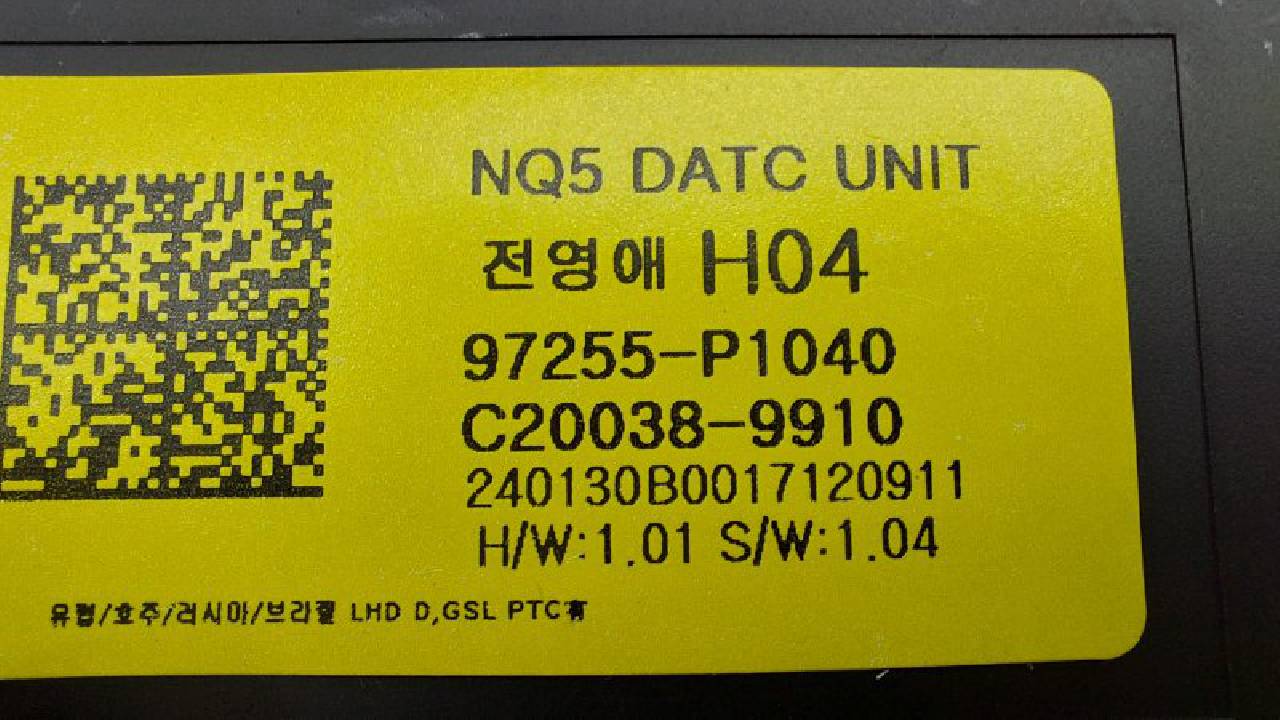 NQ5 DATC UNIT
전영애 H04
97255-P1040
C20038-9910
240130B0017120911
H/W:1.01 S/W:1.04
유럽/호주/러시아/브라질 LHD D,GSL PTC有